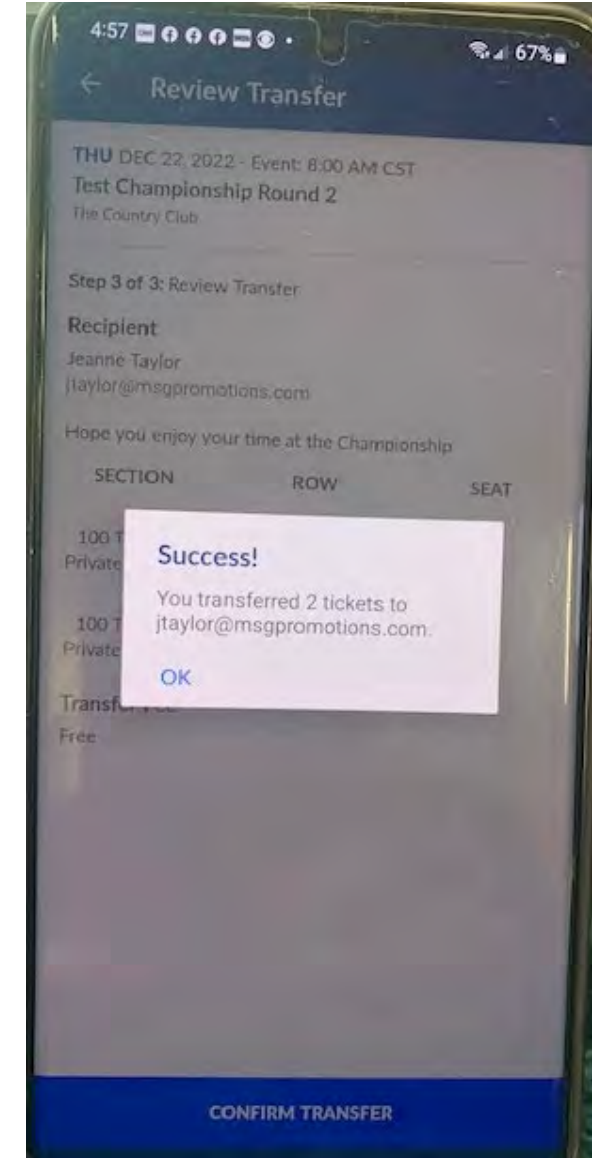 4:57
67%
Review Transfer
THU DEC 22, 2022 - Event: 8:00 AM CST
Test Championship Round 2
The Country Club
Step 3 of 3: Review Transfer
Recipient
Jeanne Taylor
jtaylor@msgpromotions.com
Hope you enjoy your time at the Championship
SECTION ROW SEAT
100 T
Private
100 T
Private
Success!
You transferred 2 tickets to
jtaylor@msgpromotions.com.
OK
Transf
Free
CONFIRM TRANSFER